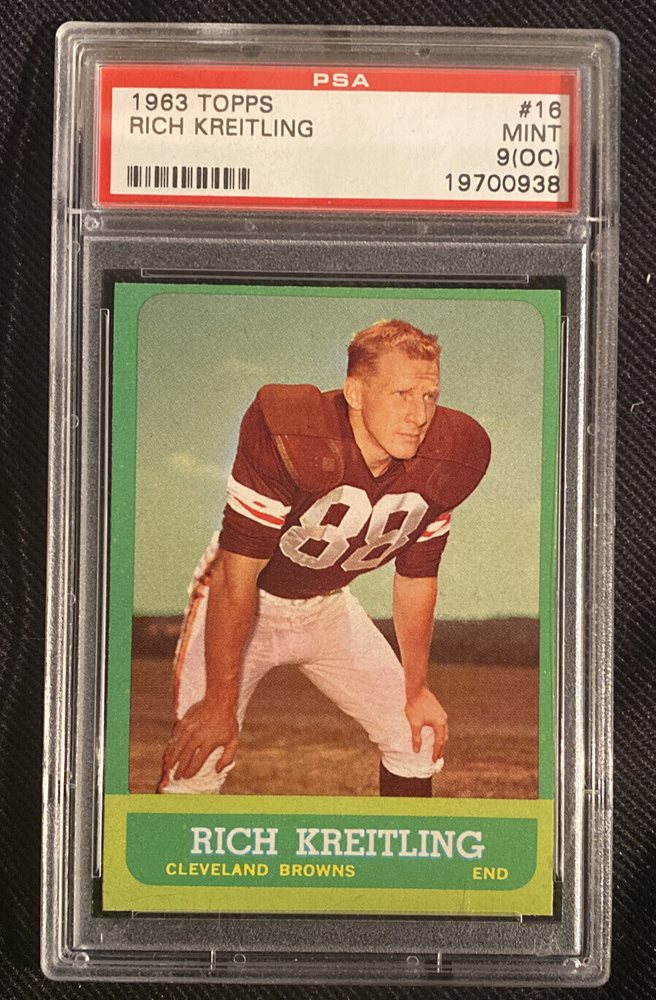 PSA
1963 TOPPS #16
RICH KREITLING MINT
9(OC)
19700938
88
RICH KREITLING
CLEVELAND BROWNS END